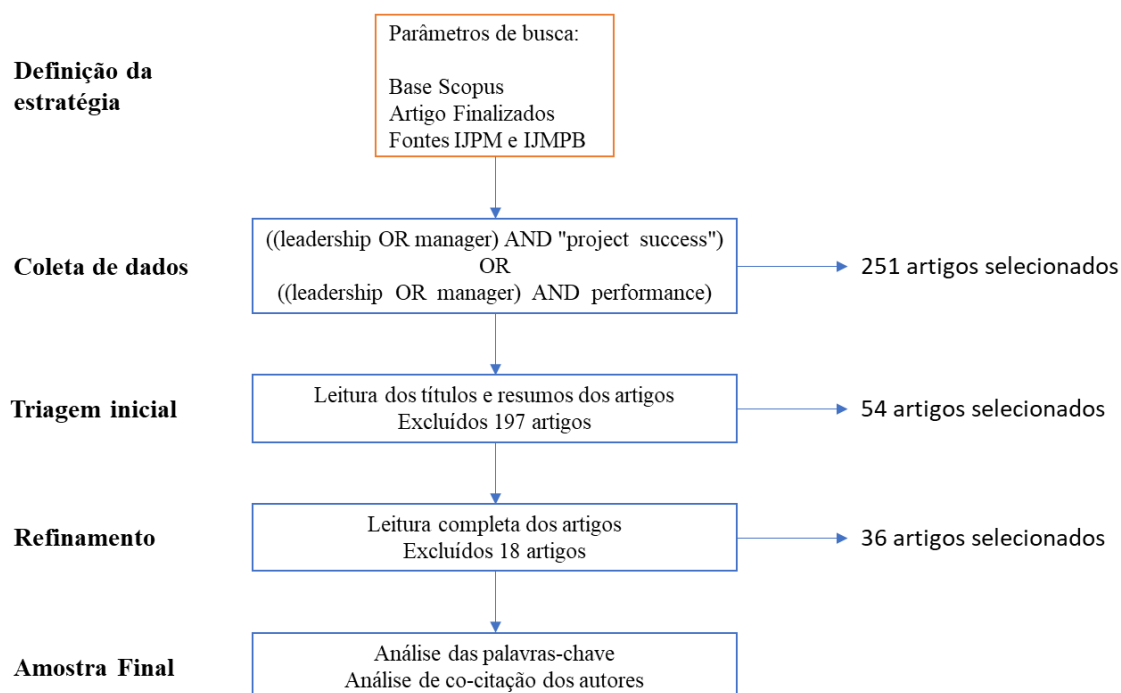 Definição da
estratégia
Parâmetros de busca:
Base Scopus
Artigo Finalizados
Fontes IJPM e IJMPB
Coleta de dados
((leadership OR manager) AND "project success")
OR
((leadership OR manager) AND performance)
251 artigos selecionados
Triagem inicial
Leitura dos títulos e resumos dos artigos
Excluídos 197 artigos
54 artigos selecionados
Refinamento
Leitura completa dos artigos
Excluídos 18 artigos
36 artigos selecionados
Amostra Final
Análise das palavras-chave
Análise de co-citação dos autores